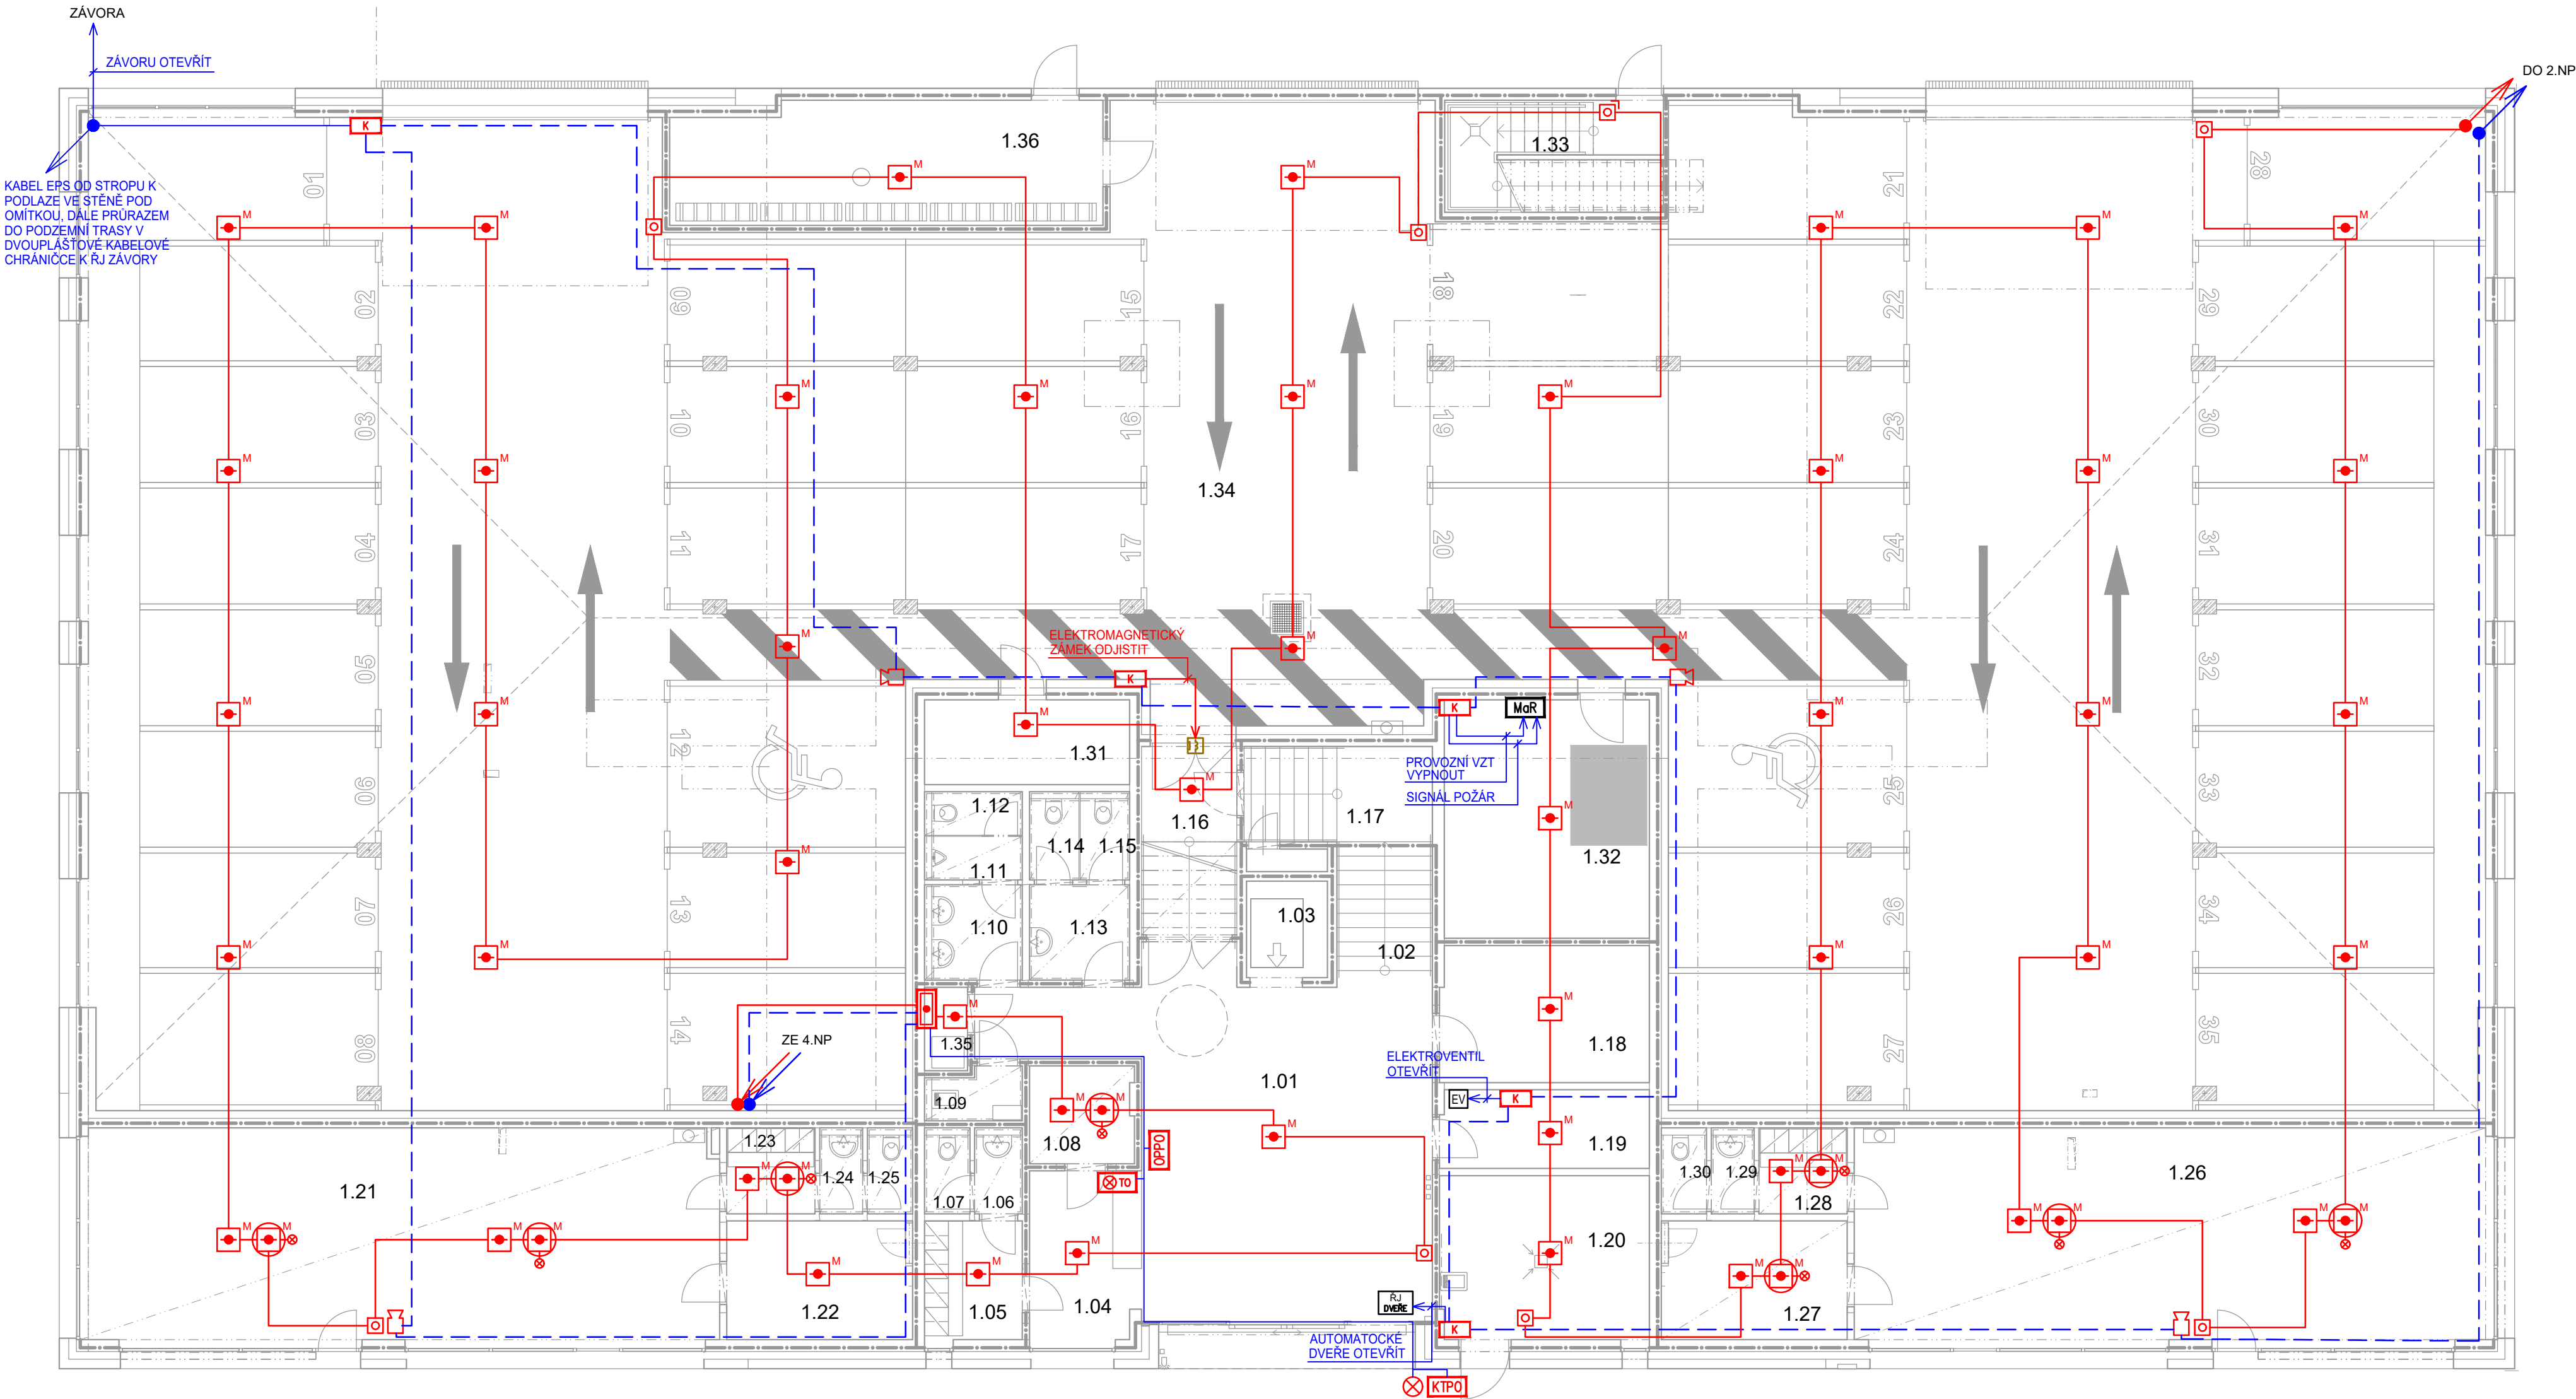 ZÁVORA
ZÁVORU OTEVŘÍT
DO 2.NP
K
KABEL EPS OD STROPU K
PODLAZE VE STĚNĚ POD
OMÍTKOU, DÁLE PRŮRAZEM
DO PODZEMNÍ TRASY V
DVOUPLÁŠŤOVÉ KABELOVÉ
CHRÁNIČCE K ŘJ ZÁVORY
1.36
1.33
01
21
28
M M M M M M M
02
09
15
18
22
29
M M M M
03
10
16
19
23
30
M M M M M
1.34
04
11
17
20
24
31
ELEKTROMAGNETICKÝ
ZÁMEK ODJISTIT
M M M
05
32
K
K
MaR
M M M M M M
12
1.31
PROVOZNÍ VZT
VYPNOUT
SIGNÁL POŽÁR
M
06
25
33
1.12
1.16
1.17
M
1.14
1.15
1.32
1.11
M
07
13
1.10
1.13
1.03
26
34
1.02
M M M M M
08
14
ZE 4.NP
M
1.35
1.18
M
27
35
ELEKTROVENTIL
OTEVŘÍT
1.01
EV
K
1.09
M M
1.08
M
1.19
M
1.23
OPPO
TO
1.21
M M
1.24
1.25
1.07
1.06
1.30
1.29
M M
1.28
1.26
M M M M
M
1.20
M
M M M M
1.22
M
1.05
M
1.04
ŘJ
DVEŘE
K
M M
1.27
AUTOMATOCKÉ
DVEŘE OTEVŘÍT
KTPO